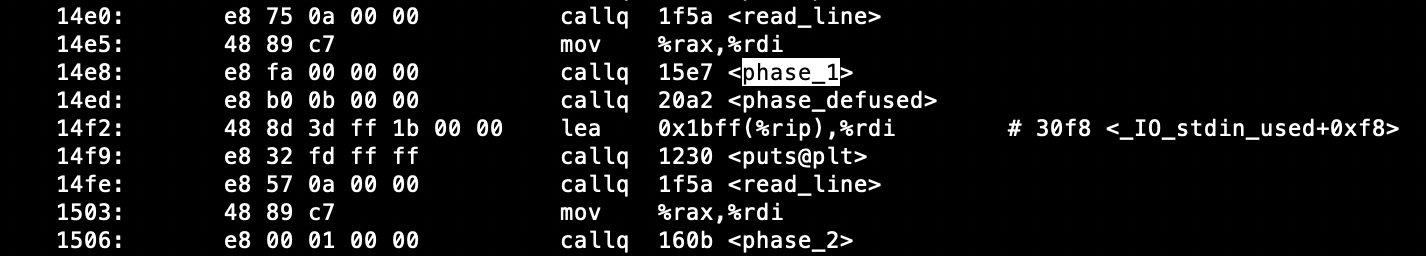 14e0: e8 75 0a 00 00 callq 1f5a <read_line>
14e5: 48 89 c7 mov %rax,%rdi
14e8: e8 fa 00 00 00 callq 15e7 <phase_1>
14ed: e8 b0 0b 00 00 callq 20a2 <phase_defused>
14f2: 48 8d 3d ff 1b 00 00 lea 0x1bff(%rip),%rdi # 30f8 <_IO_stdin_used+0xf8>
14f9: e8 32 fd ff ff callq 1230 <puts@plt>
14fe: e8 57 0a 00 00 callq 1f5a <read_line>
1503: 48 89 c7 mov %rax,%rdi
1506: e8 00 01 00 00 callq 160b <phase_2>